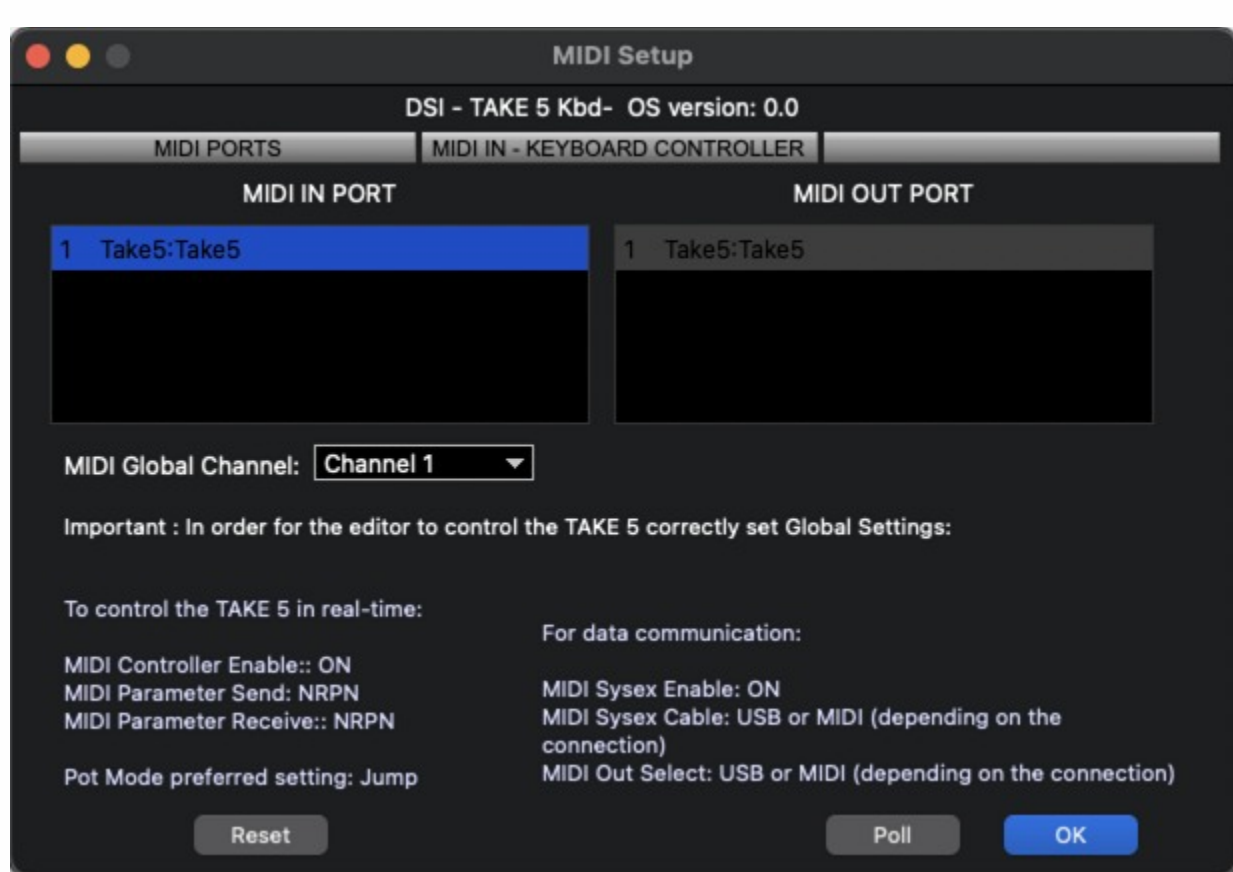 MIDI Setup
DSI - TAKE 5 Kbd- OS version: 0.0
MIDI PORTS
MIDI IN - KEYBOARD CONTROLLER
MIDI IN PORT
MIDI OUT PORT
1 Take5:Take5
1 Take5:Take5
MIDI Global Channel: Channel 1
Important : In order for the editor to control the TAKE 5 correctly set Global Settings:
To control the TAKE 5 in real-time:
MIDI Controller Enable:: ON
MIDI Parameter Send: NRPN
MIDI Parameter Receive:: NRPN
Pot Mode preferred setting: Jump
For data communication:
MIDI Sysex Enable: ON
MIDI Sysex Cable: USB or MIDI (depending on the
connection)
MIDI Out Select: USB or MIDI (depending on the connection)
Reset
Poll
OK